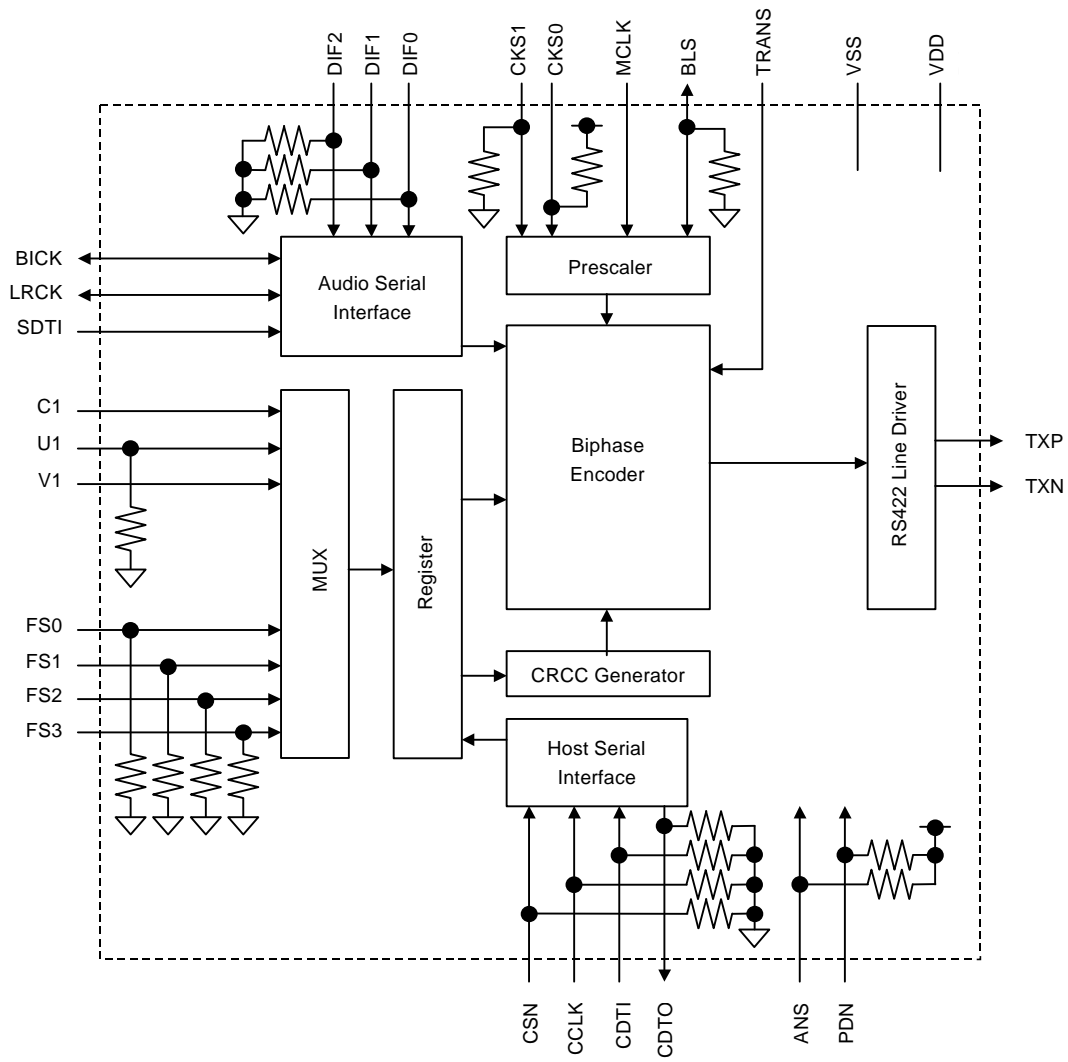 DIF2
DIF1
DIF0
CKS1
CKS0
MCLK
BLS
TRANS
VSS
VDD
BICK
LRCK
SDTI
Audio Serial
Interface
Prescaler
C1
U1
V1
FS0
FS1
FS2
FS3
MUX
Register
Biphase
Encoder
CRCC Generator
Host Serial
Interface
RS422 Line Driver
TXP
TXN
CSN
CCLK
CDTI
CDTO
ANS
PDN